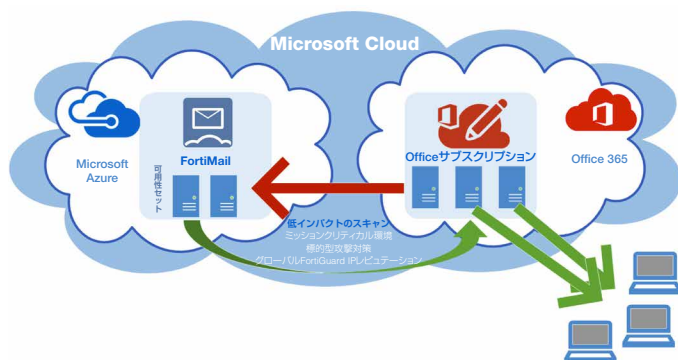 Microsoft Cloud
Microsoft
Azure
FortiMail
可用性セット
Officeサブスクリプション
Office 365
低インパクトのスキャン
ミッションクリティカル環境
標的型攻撃対策
グローバルFortiGuard IPレピュテーション